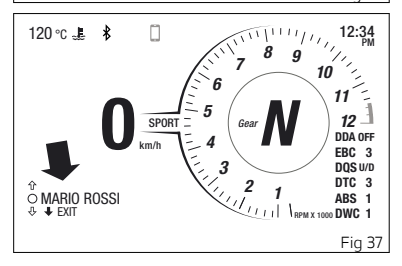 120 °C
12:34
PM
0
km/h
SPORT
Gear N
1
2
3
4
5
6
7
8
9
10
11
12
RPM X 1000
DDA OFF
EBC 3
DQS U/D
DTC 3
ABS 1
DWC 1
MARIO ROSSI
EXIT
Fig 37